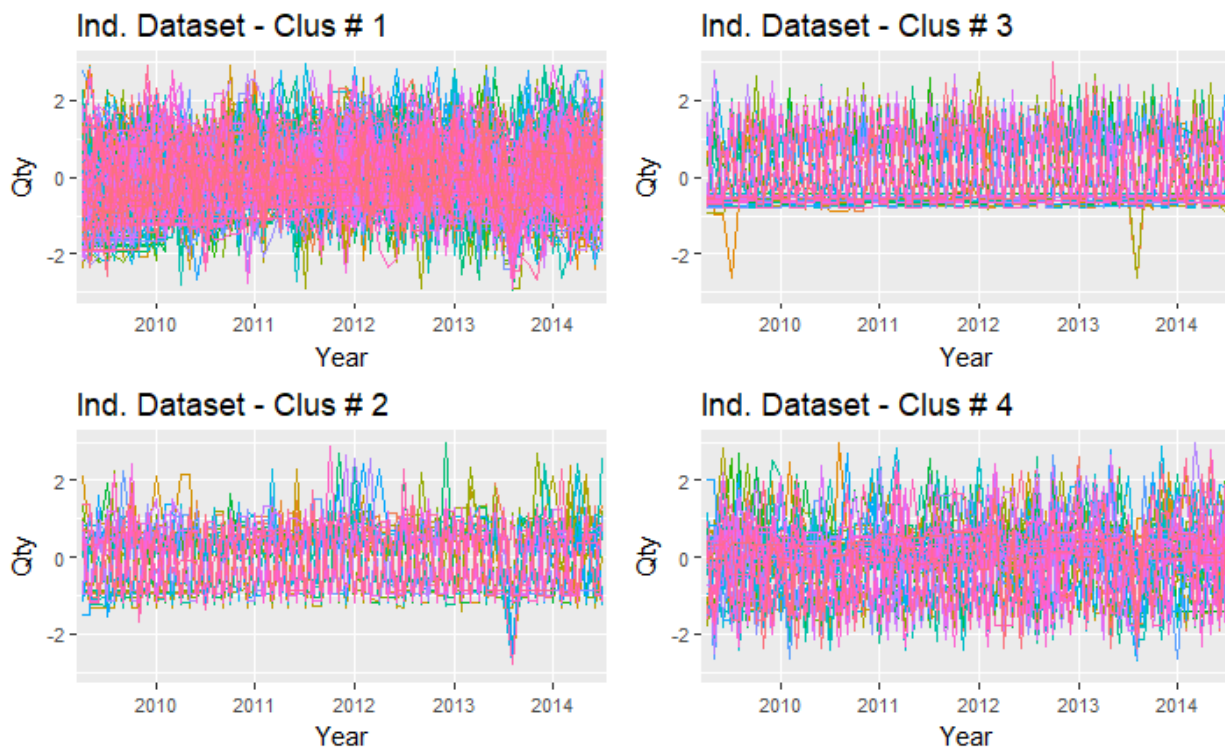 Ind. Dataset - Clus # 1
Qty
2
0
-2
2010 2011 2012 2013 2014
Year
Ind. Dataset - Clus # 3
Qty
2
0
-2
2010 2011 2012 2013 2014
Year
Ind. Dataset - Clus # 2
Qty
2
0
-2
2010 2011 2012 2013 2014
Year
Ind. Dataset - Clus # 4
Qty
2
0
-2
2010 2011 2012 2013 2014
Year